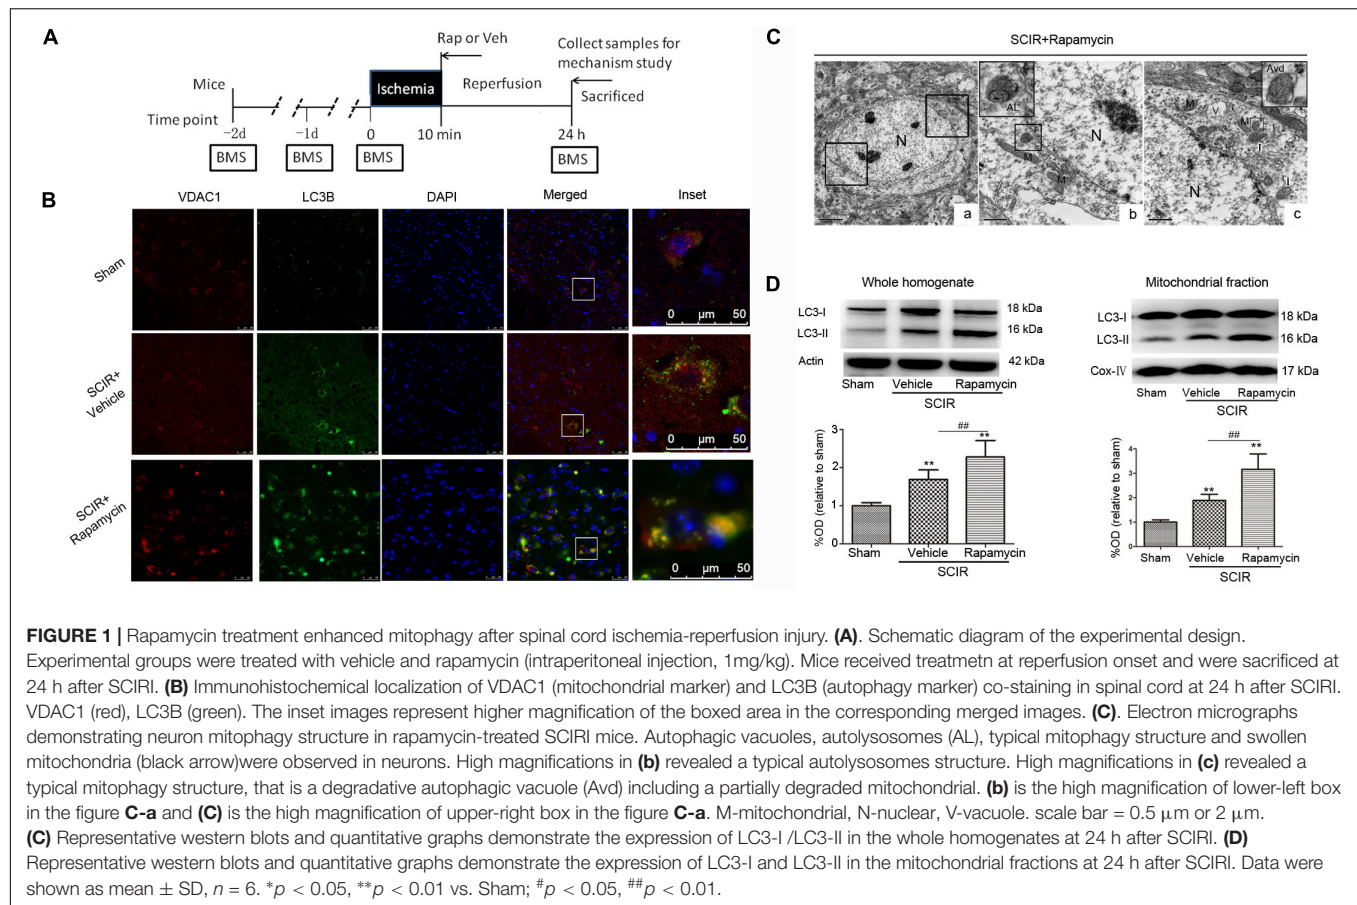 A
Rap or Veh
Collect samples for
mechanism study
Mice
Ischemia
Reperfusion
Sacrificed
Time point
−2d
−1d
0
10 min
24 h
BMS
BMS
BMS
BMS
B
VDAC1
LC3B
DAPI
Merged
Inset
Sham
0 μm 50
SCIR+
Vehicle
0 μm 50
SCIR+
Rapamycin
0 μm 50
C
SCIR+Rapamycin
N
a
AL
N
M
M
b
Avd
M
V
M
I
I
N
c
D
Whole homogenate
LC3-I
18 kDa
LC3-II
16 kDa
Actin
42 kDa
Sham
Vehicle
Rapamycin
SCIR
%OD (relative to sham)
3
2
1
0
**
##
**
Sham
Vehicle
Rapamycin
SCIR
Mitochondrial fraction
LC3-I
18 kDa
LC3-II
16 kDa
Cox-IV
17 kDa
Sham
Vehicle
Rapamycin
SCIR
%OD (relative to sham)
4
3
2
1
0
**
##
**
Sham
Vehicle
Rapamycin
SCIR
FIGURE 1 | Rapamycin treatment enhanced mitophagy after spinal cord ischemia-reperfusion injury. (A). Schematic diagram of the experimental design.
Experimental groups were treated with vehicle and rapamycin (intraperitoneal injection, 1mg/kg). Mice received treatmetn at reperfusion onset and were sacrificed at
24 h after SCIRI. (B) Immunohistochemical localization of VDAC1 (mitochondrial marker) and LC3B (autophagy marker) co-staining in spinal cord at 24 h after SCIRI.
VDAC1 (red), LC3B (green). The inset images represent higher magnification of the boxed area in the corresponding merged images. (C). Electron micrographs
demonstrating neuron mitophagy structure in rapamycin-treated SCIRI mice. Autophagic vacuoles, autolysosomes (AL), typical mitophagy structure and swollen
mitochondria (black arrow)were observed in neurons. High magnifications in (b) revealed a typical autolysosomes structure. High magnifications in (c) revealed a
typical mitophagy structure, that is a degradative autophagic vacuole (Avd) including a partially degraded mitochondrial. (b) is the high magnification of lower-left box
in the figure C-a and (C) is the high magnification of upper-right box in the figure C-a. M-mitochondrial, N-nuclear, V-vacuole. scale bar = 0.5 μm or 2 μm.
(C) Representative western blots and quantitative graphs demonstrate the expression of LC3-I /LC3-II in the whole homogenates at 24 h after SCIRI. (D)
Representative western blots and quantitative graphs demonstrate the expression of LC3-I and LC3-II in the mitochondrial fractions at 24 h after SCIRI. Data were
shown as mean ± SD, n = 6. *p < 0.05, **p < 0.01 vs. Sham; #p < 0.05, ##p < 0.01.